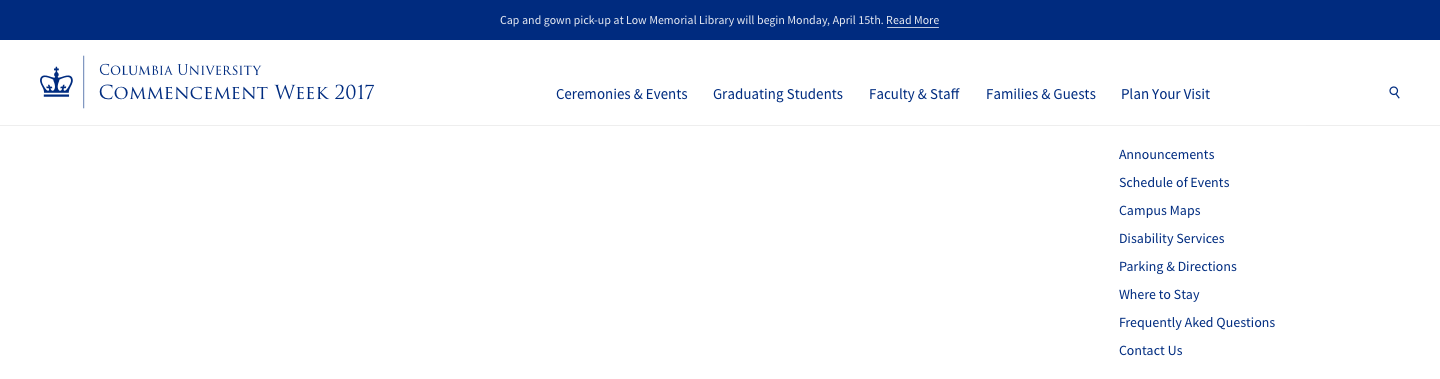 Cap and gown pick-up at Low Memorial Library will begin Monday, April 15th. Read More
Columbia University
Commencement Week 2017
Ceremonies & Events Graduating Students Faculty & Staff Families & Guests Plan Your Visit
Announcements
Schedule of Events
Campus Maps
Disability Services
Parking & Directions
Where to Stay
Frequently Aked Questions
Contact Us